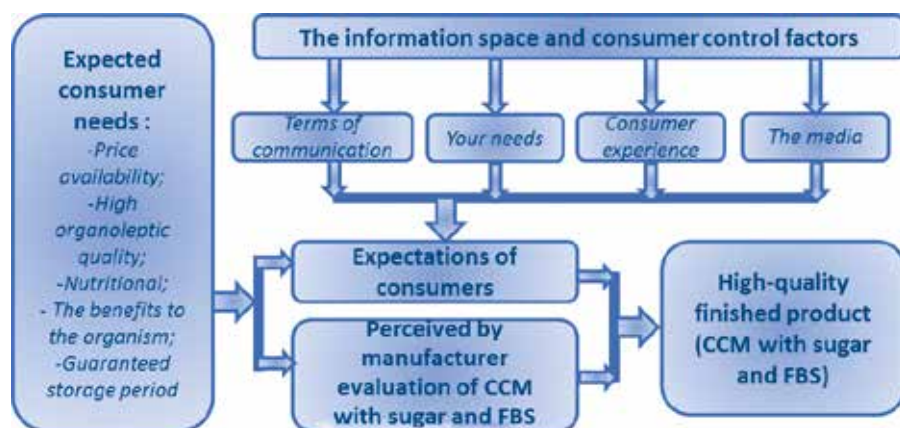 Expected
consumer
needs :
-Price
availability;
-High
organoleptic
quality;
-Nutritional;
- The benefits to
the organism;
-Guaranteed
storage period
The information space and consumer control factors
Terms of
communication
Your needs
Consumer
experience
The media
Expectations of
consumers
Perceived by
manufacturer
evaluation of CCM
with sugar and FBS
High-quality
finished product
(CCM with sugar
and FBS)